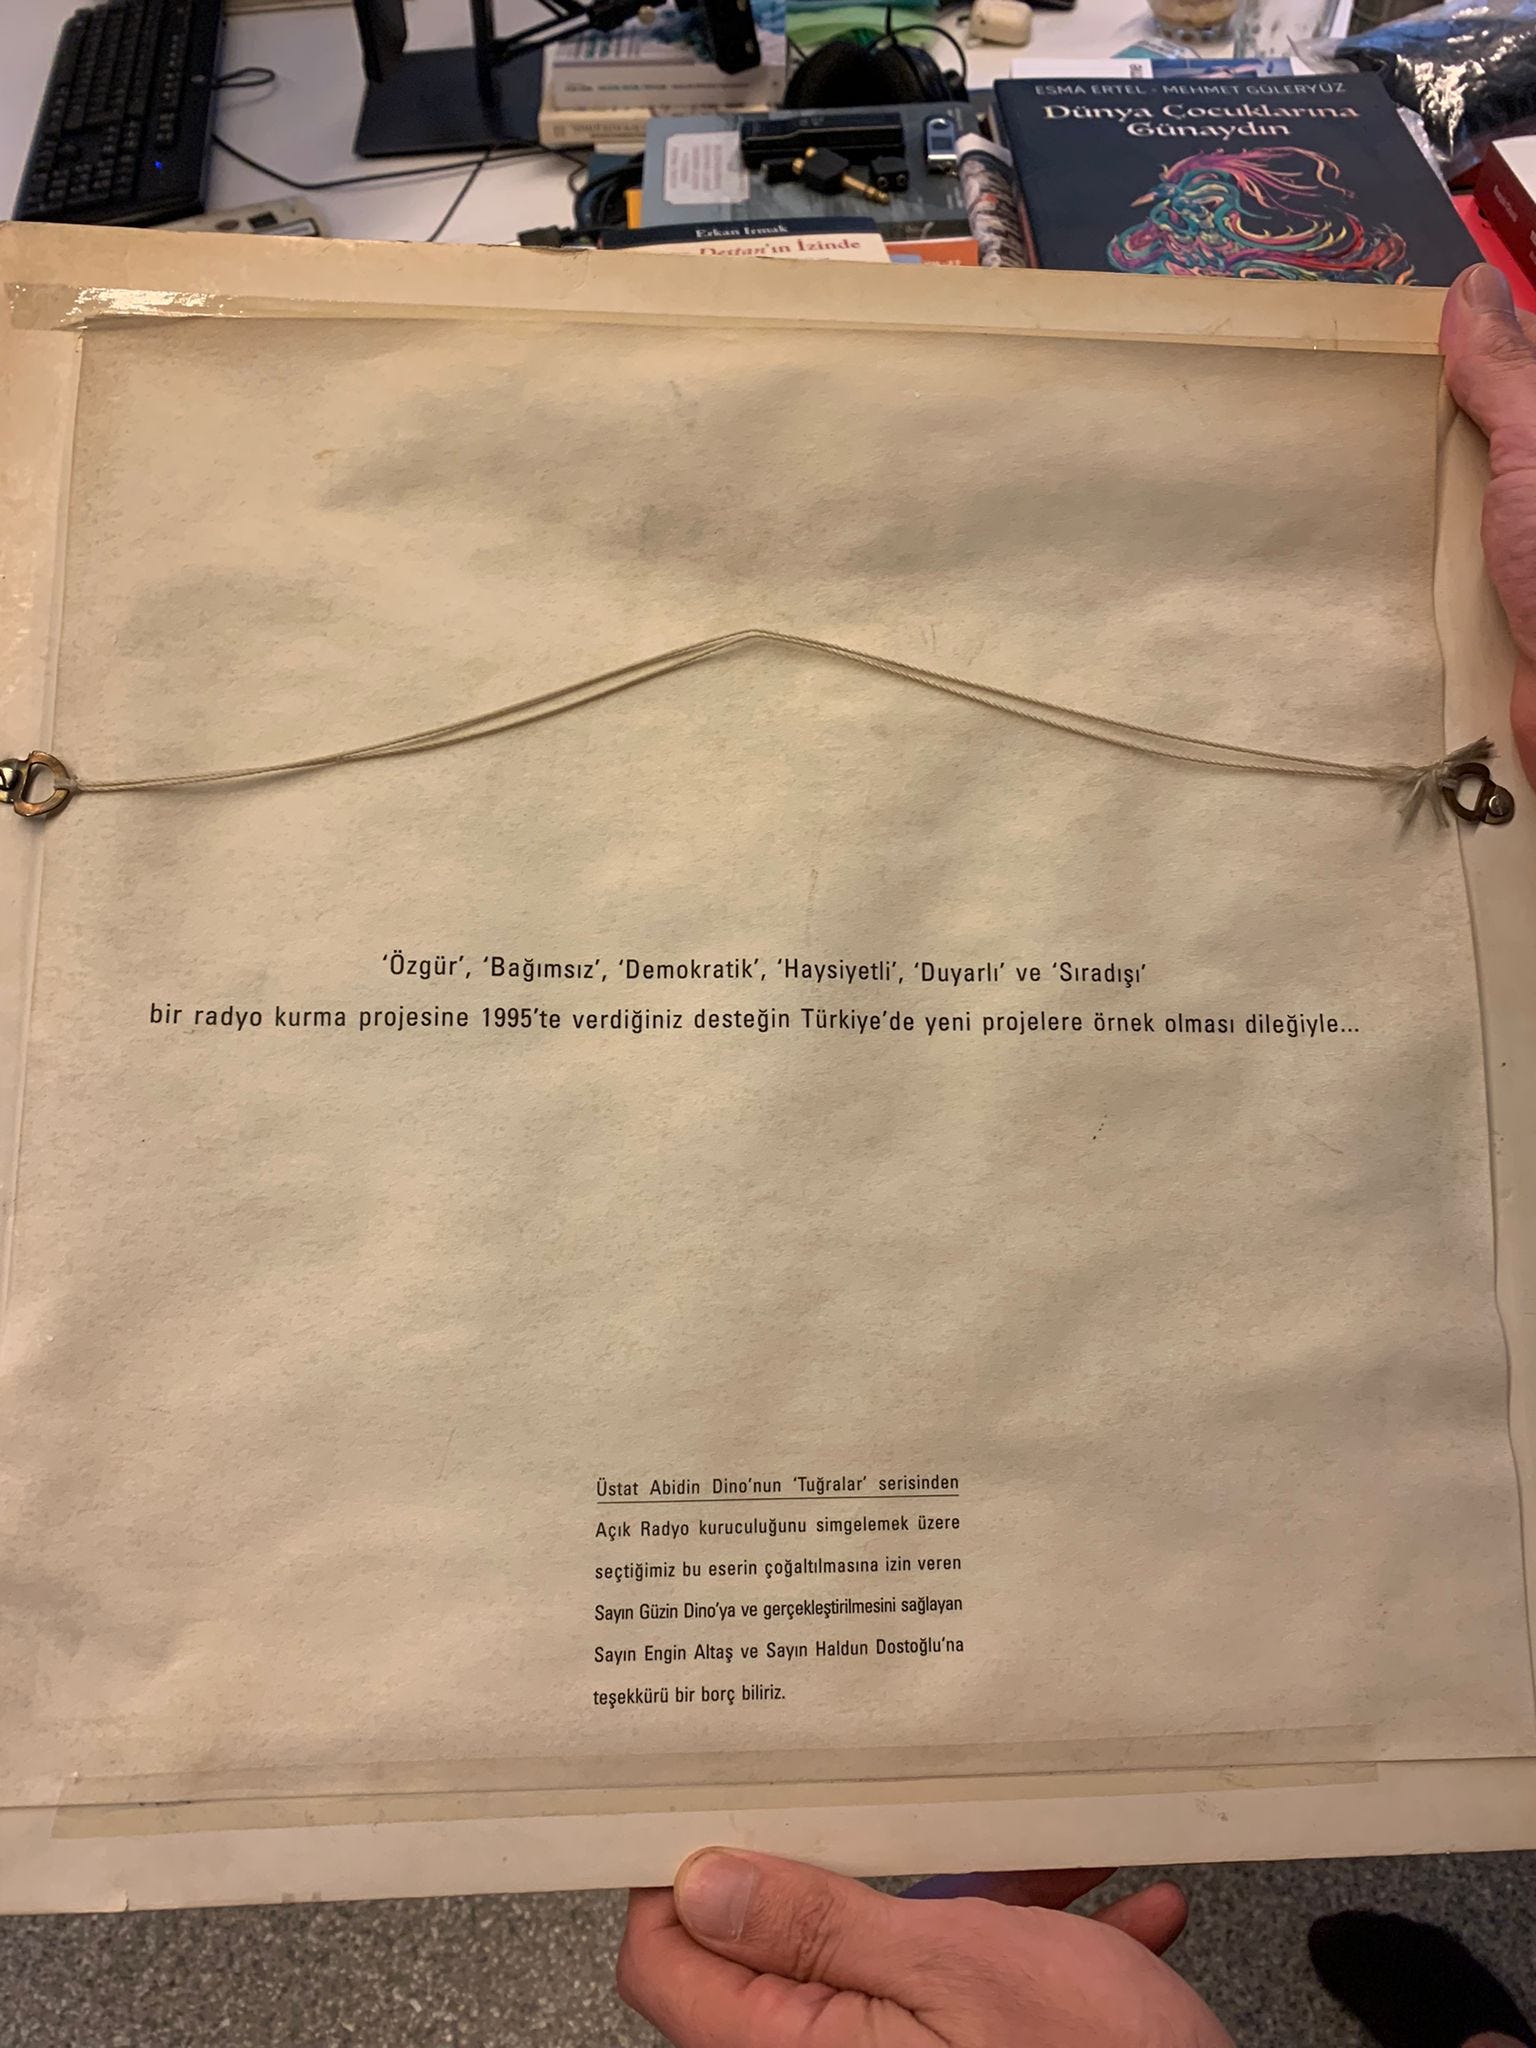 ESMA ERTEL - MEHMET GÜLERYÜZ
Dünya Çocuklarına
Günaydın
Erkan Irmak
Destan'ın İzinde
'Özgür', 'Bağımsız', 'Demokratik', 'Haysiyetli', 'Duyarlı' ve 'Sıradışı'
bir radyo kurma projesine 1995'te verdiğiniz desteğin Türkiye'de yeni projelere örnek olması dileğiyle...
Üstat Abidin Dino'nun 'Tuğralar' serisinden
Açık Radyo kuruculuğunu simgelemek üzere
seçtiğimiz bu eserin çoğaltılmasına izin veren
Sayın Güzin Dino'ya ve gerçekleştirilmesini sağlayan
Sayın Engin Altaş ve Sayın Haldun Dostoğlu'na
teşekkürü bir borç biliriz.